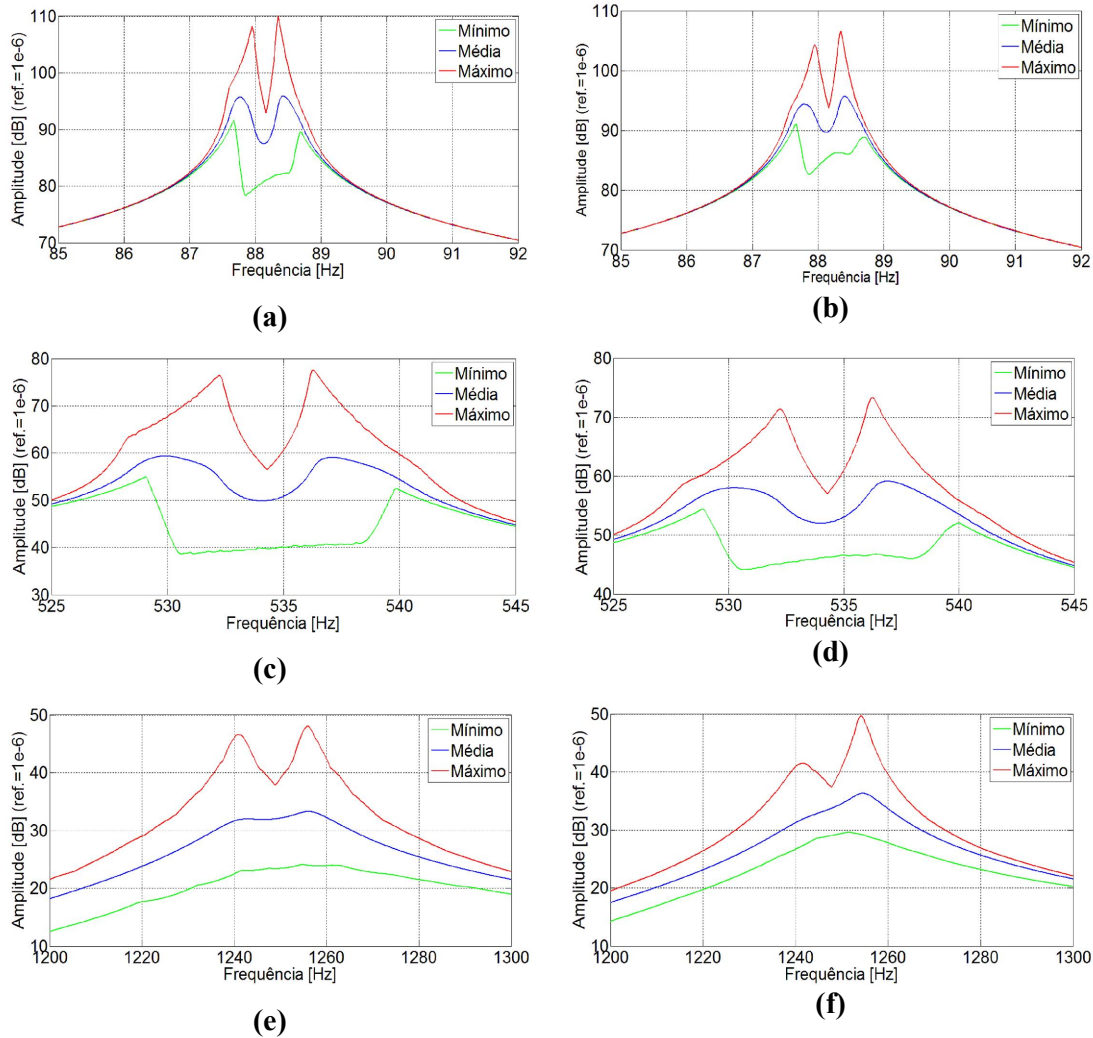 110
100
90
80
70
Amplitude [dB] (ref.=1e-6)
Mínimo
Média
Máximo
85 86 87 88 89 90 91 92
Frequência [Hz]
(a)
110
100
90
80
70
Amplitude [dB] (ref.=1e-6)
Mínimo
Média
Máximo
85 86 87 88 89 90 91 92
Frequência [Hz]
(b)
80
70
60
50
40
30
Amplitude [dB] (ref.=1e-6)
Mínimo
Média
Máximo
525 530 535 540 545
Frequência [Hz]
(c)
80
70
60
50
40
Amplitude [dB] (ref.=1e-6)
Mínimo
Média
Máximo
525 530 535 540 545
Frequência [Hz]
(d)
50
40
30
20
10
Amplitude [dB] (ref.=1e-6)
Mínimo
Média
Máximo
1200 1220 1240 1260 1280 1300
Frequência [Hz]
(e)
50
40
30
20
10
Amplitude [dB] (ref.=1e-6)
Mínimo
Média
Máximo
1200 1220 1240 1260 1280 1300
Frequência [Hz]
(f)